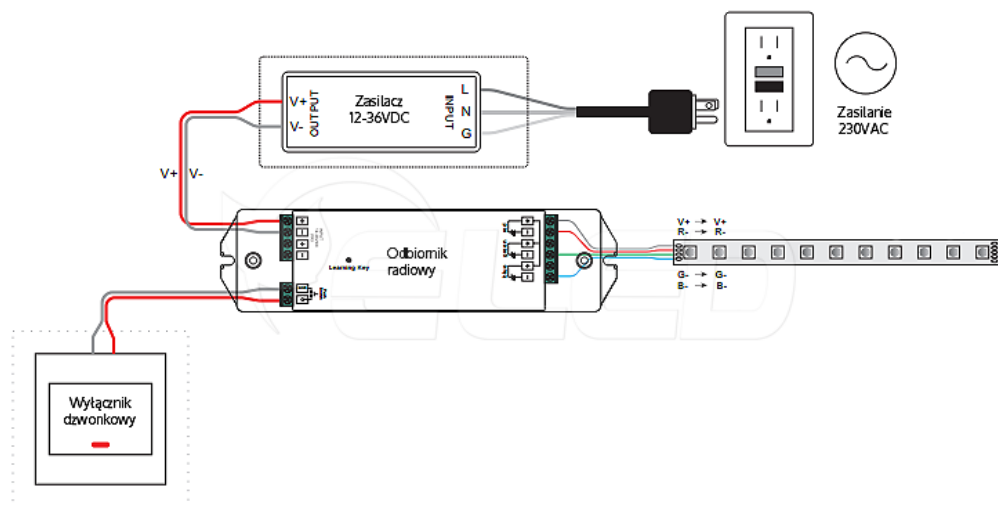 V+
V-
OUTPUT
Zasilacz
12-36VDC
L
N
G
INPUT
Zasilanie
230VAC
V+
V-
Odbiornik
radiowy
Learning Key
V+ → V+
R- → R-
G- → G-
B- → B-
Wyłącznik
dzwonkowy